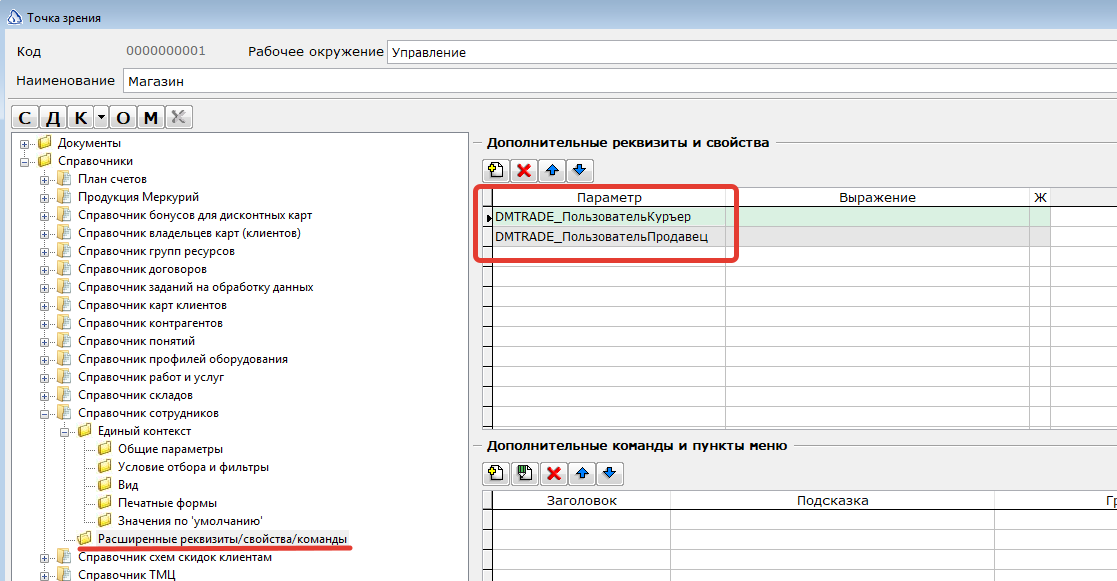 Точка зрения
Код 0000000001 Рабочее окружение Управление
Наименование Магазин
С Д К О М
Документы
Справочники
План счетов
Продукция Меркурий
Справочник бонусов для дисконтных карт
Справочник владельцев карт (клиентов)
Справочник групп ресурсов
Справочник договоров
Справочник заданий на обработку данных
Справочник карт клиентов
Справочник контрагентов
Справочник понятий
Справочник профилей оборудования
Справочник работ и услуг
Справочник складов
Справочник сотрудников
Единый контекст
Общие параметры
Условие отбора и фильтры
Вид
Печатные формы
Значения по 'умолчанию'
Расширенные реквизиты/свойства/команды
Справочник схем скидок клиентам
Справочник ТМЦ
Дополнительные реквизиты и свойства
Параметр Выражение Ж
DMTRADE_ПользовательКурьер
DMTRADE_ПользовательПродавец
Дополнительные команды и пункты меню
Заголовок Подсказка Гр